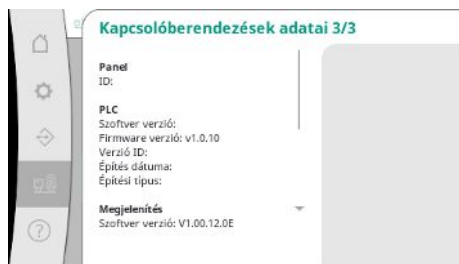 Kapcsolóberendezések adatai 3/3
Panel
ID:
PLC
Szoftver verzió:
Firmware verzió: v1.0.10
Verzió ID:
Építés dátuma:
Építési típus:
Megjelenítés
Szoftver verzió: V1.00.12.0E